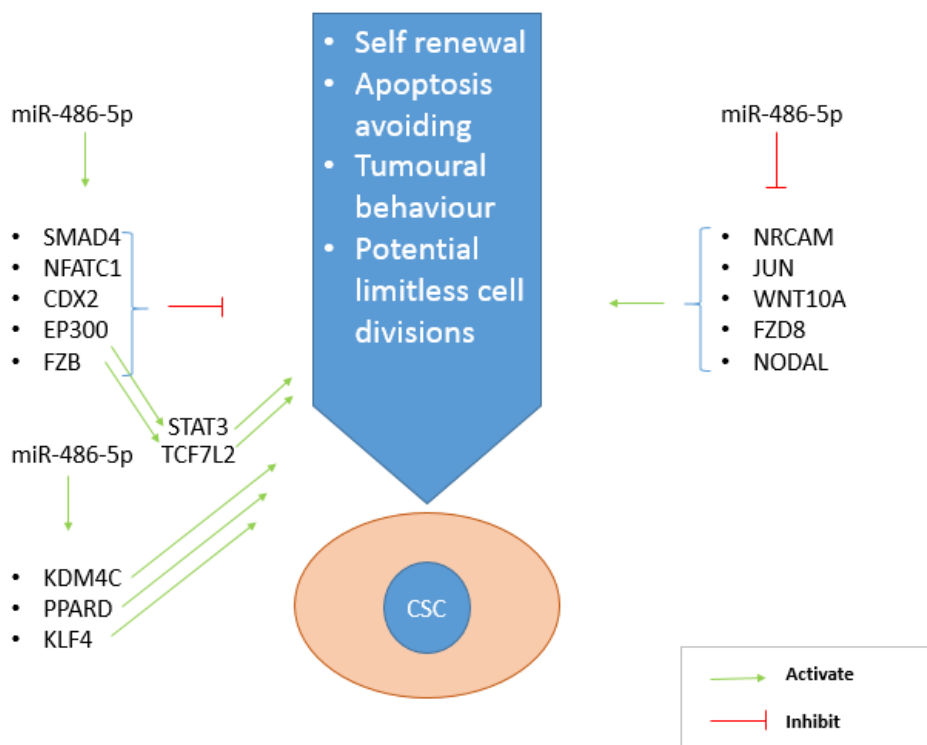 • Self renewal
• Apoptosis
avoiding
• Tumoural
behaviour
• Potential
limitless cell
divisions
miR-486-5p
• SMAD4
• NFATC1
• CDX2
• EP300
• FZB
STAT3
TCF7L2
miR-486-5p
• KDM4C
• PPARD
• KLF4
miR-486-5p
• NRCAM
• JUN
• WNT10A
• FZD8
• NODAL
CSC
Activate
Inhibit